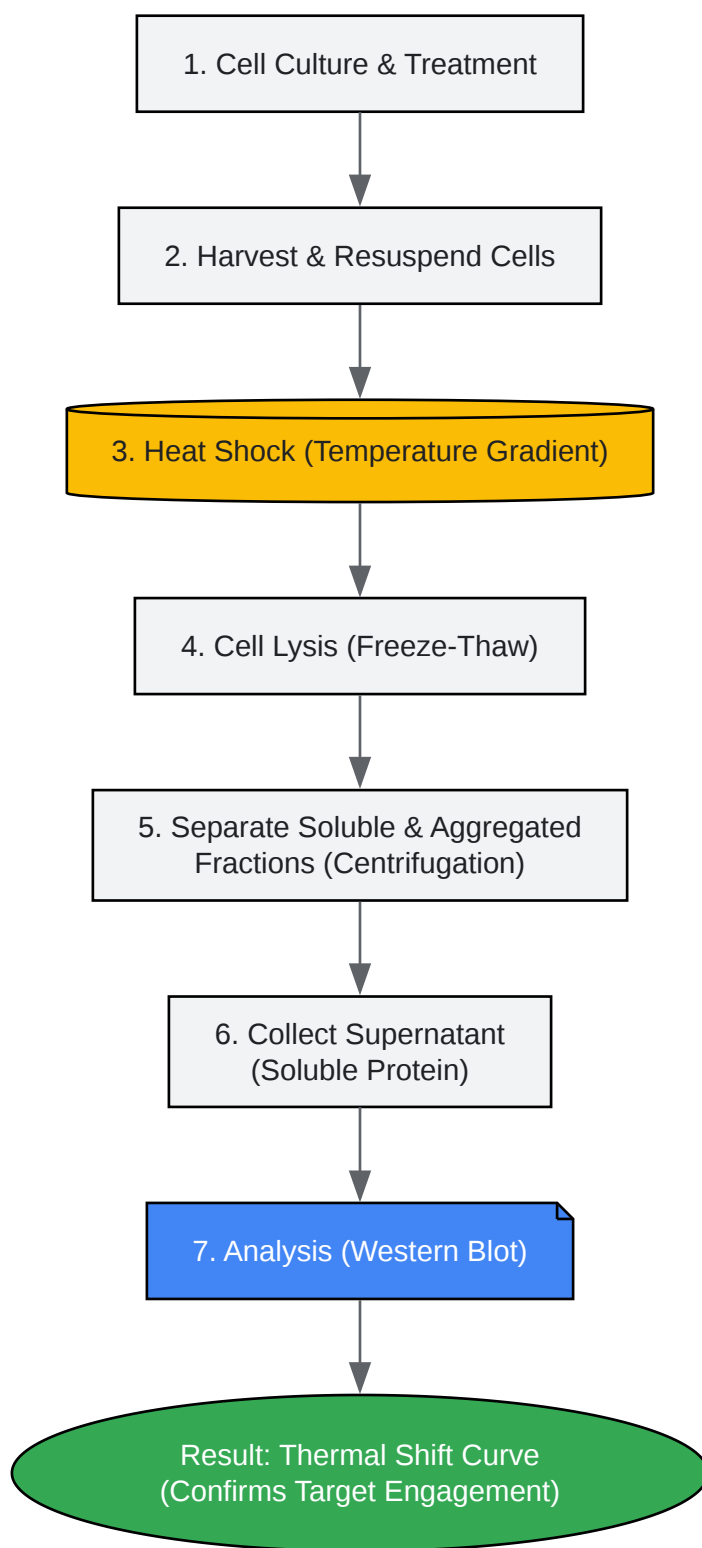 1. Cell Culture & Treatment
2. Harvest & Resuspend Cells
3. Heat Shock (Temperature Gradient)
4. Cell Lysis (Freeze-Thaw)
5. Separate Soluble & Aggregated
Fractions (Centrifugation)
6. Collect Supernatant
(Soluble Protein)
7. Analysis (Western Blot)
Result: Thermal Shift Curve
(Confirms Target Engagement)